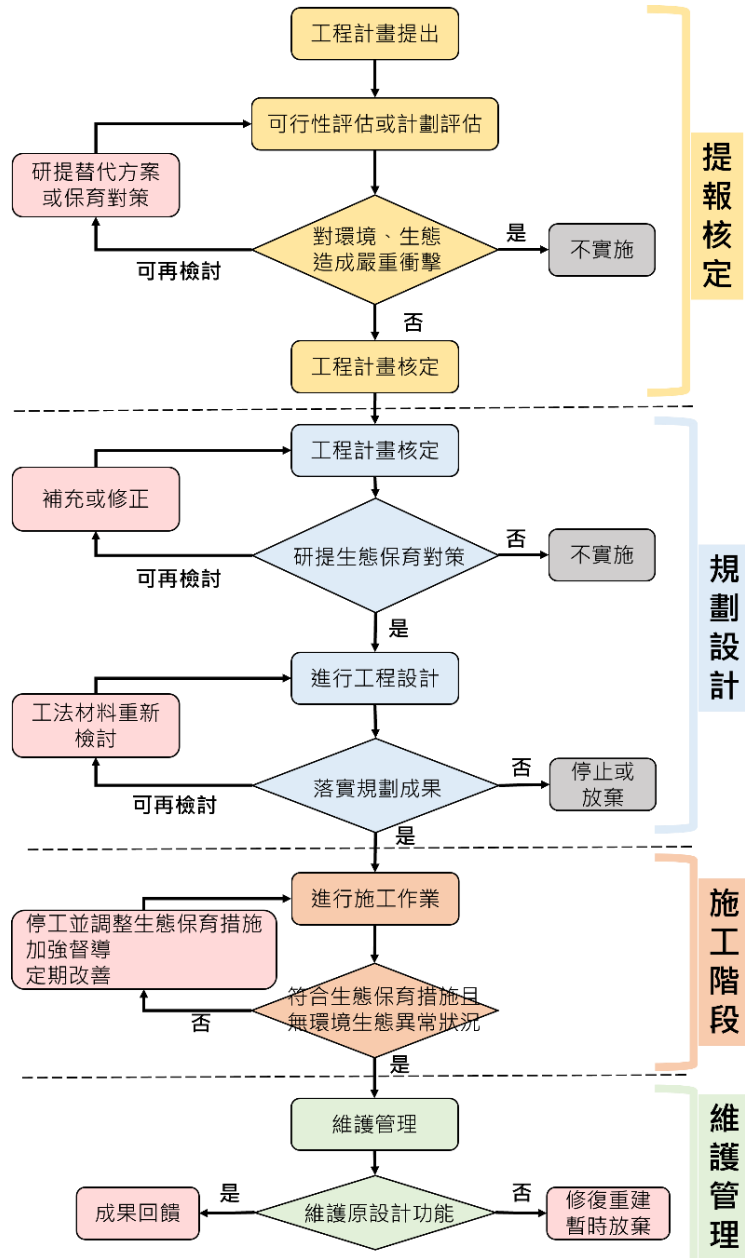 工程計畫提出
可行性評估或計劃評估
研提替代方案
或保育對策
對環境、生態
造成嚴重衝擊
是
不實施
可再檢討
否
工程計畫核定
提報核定
工程計畫核定
補充或修正
研提生態保育對策
否
不實施
可再檢討
是
進行工程設計
工法材料重新
檢討
落實規劃成果
否
停止或
放棄
可再檢討
是
規劃設計
進行施工作業
停工並調整生態保育措施
加強督導
定期改善
符合生態保育措施且
無環境生態異常狀況
否
是
施工階段
維護管理
維護原設計功能
是
成果回饋
否
修復重建
暫時放棄
維護管理